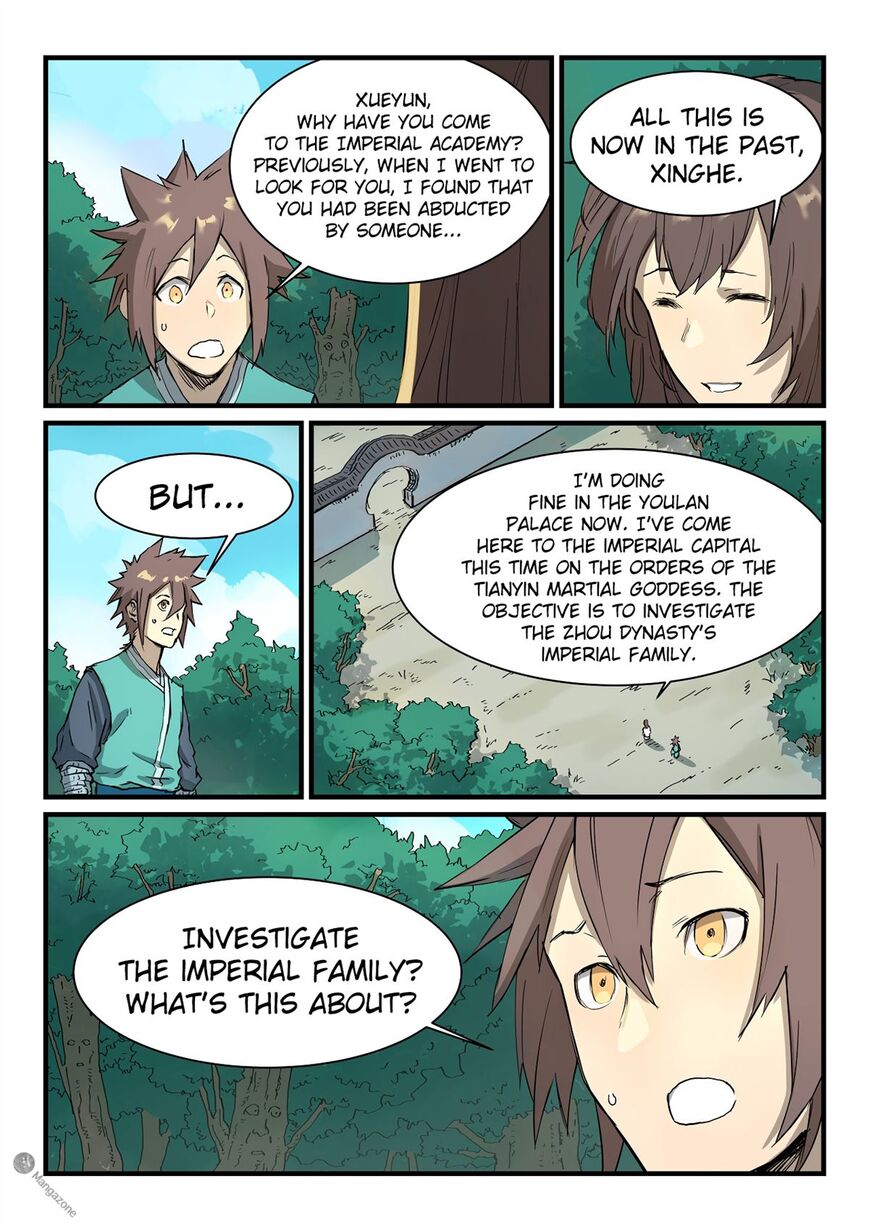 XUEYUN,
WHY HAVE YOU COME
TO THE IMPERIAL ACADEMY?
PREVIOUSLY, WHEN I WENT TO
LOOK FOR YOU, I FOUND THAT
YOU HAD BEEN ABDUCTED
BY SOMEONE...
ALL THIS IS
NOW IN THE PAST,
XINGHE.
BUT...
I'M DOING
FINE IN THE YOULAN
PALACE NOW. I'VE COME
HERE TO THE IMPERIAL CAPITAL
THIS TIME ON THE ORDERS OF THE
TIANYIN MARTIAL GODDESS. THE
OBJECTIVE IS TO INVESTIGATE
THE ZHOU DYNASTY'S
IMPERIAL FAMILY.
INVESTIGATE
THE IMPERIAL FAMILY?
WHAT'S THIS ABOUT?
Mangazone